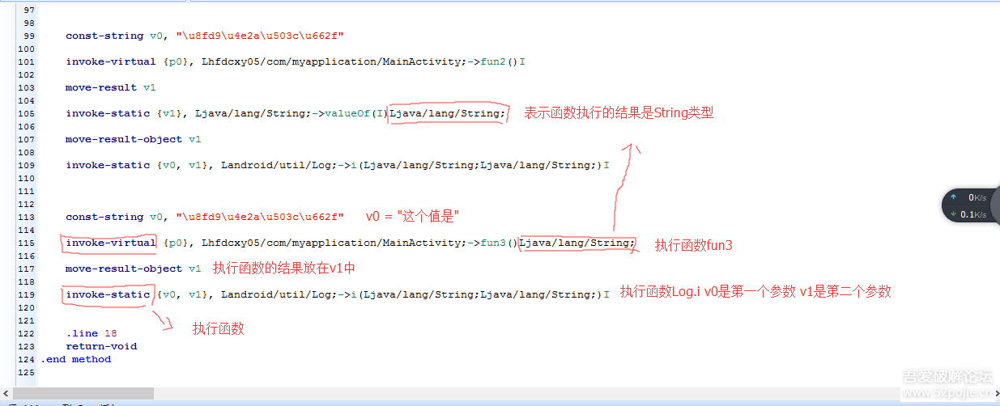 97
98
99 const-string v0, "\u8fd9\u4e2a\u503c\u662f"
100
101 invoke-virtual {p0}, Lhfdcxy05/com/myapplication/MainActivity;->fun2()I
102
103 move-result v1
104
105 invoke-static {v1}, Ljava/lang/String;->valueOf(I)Ljava/lang/String; 表示函数执行的结果是String类型
106
107 move-result-object v1
108
109 invoke-static {v0, v1}, Landroid/util/Log;->i(Ljava/lang/String;Ljava/lang/String;)I
110
111
112
113 const-string v0, "\u8fd9\u4e2a\u503c\u662f" v0 = "这个值是"
114
115 invoke-virtual {p0}, Lhfdcxy05/com/myapplication/MainActivity;->fun3()Ljava/lang/String; 执行函数fun3
116
117 move-result-object v1 执行函数的结果放在v1中
118
119 invoke-static {v0, v1}, Landroid/util/Log;->i(Ljava/lang/String;Ljava/lang/String;)I 执行函数Log.i v0是第一个参数 v1是第二个参数
120
121
执行函数
122 .line 18
123 return-void
124 .end method
125
0K/s
0.1K/s
吾爱破解论坛
www.52pojie.cn